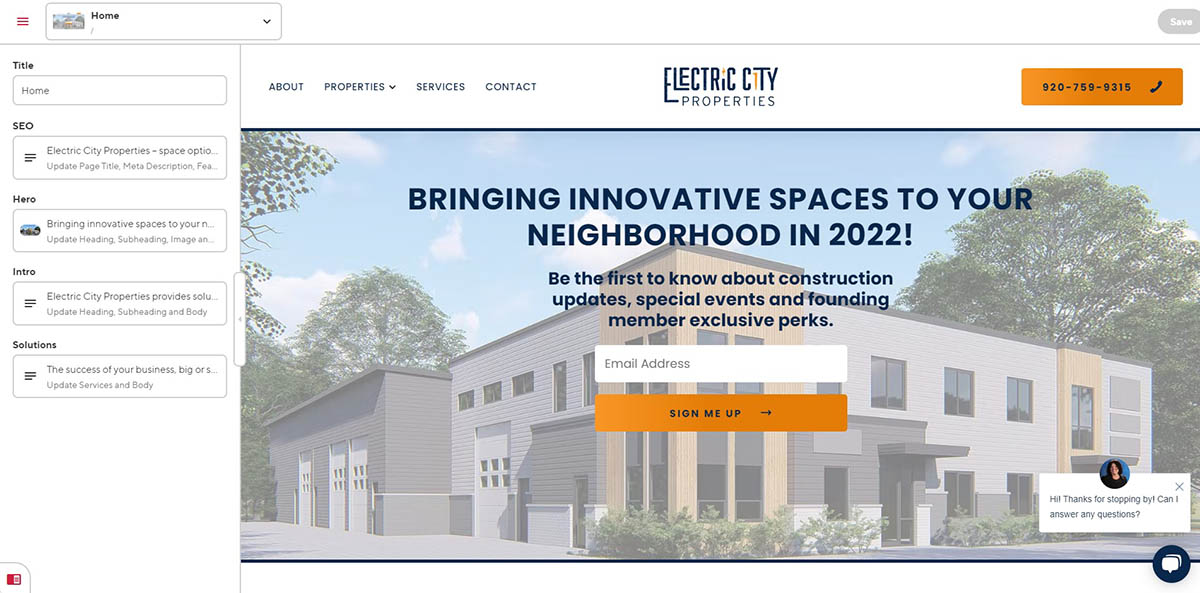 Home
/
Save
Title
Home
SEO
Electric City Properties – space optio...
Update Page Title, Meta Description, Fea...
Hero
Bringing innovative spaces to your n...
Update Heading, Subheading, Image an...
Intro
Electric City Properties provides solu...
Update Heading, Subheading and Body
Solutions
The success of your business, big or s...
Update Services and Body
ABOUT
PROPERTIES
SERVICES
CONTACT
ELECTRIC CITY
PROPERTIES
920-759-9315
BRINGING INNOVATIVE SPACES TO YOUR
NEIGHBORHOOD IN 2022!
Be the first to know about construction
updates, special events and founding
member exclusive perks.
Email Address
SIGN ME UP
Hi! Thanks for stopping by! Can I
answer any questions?